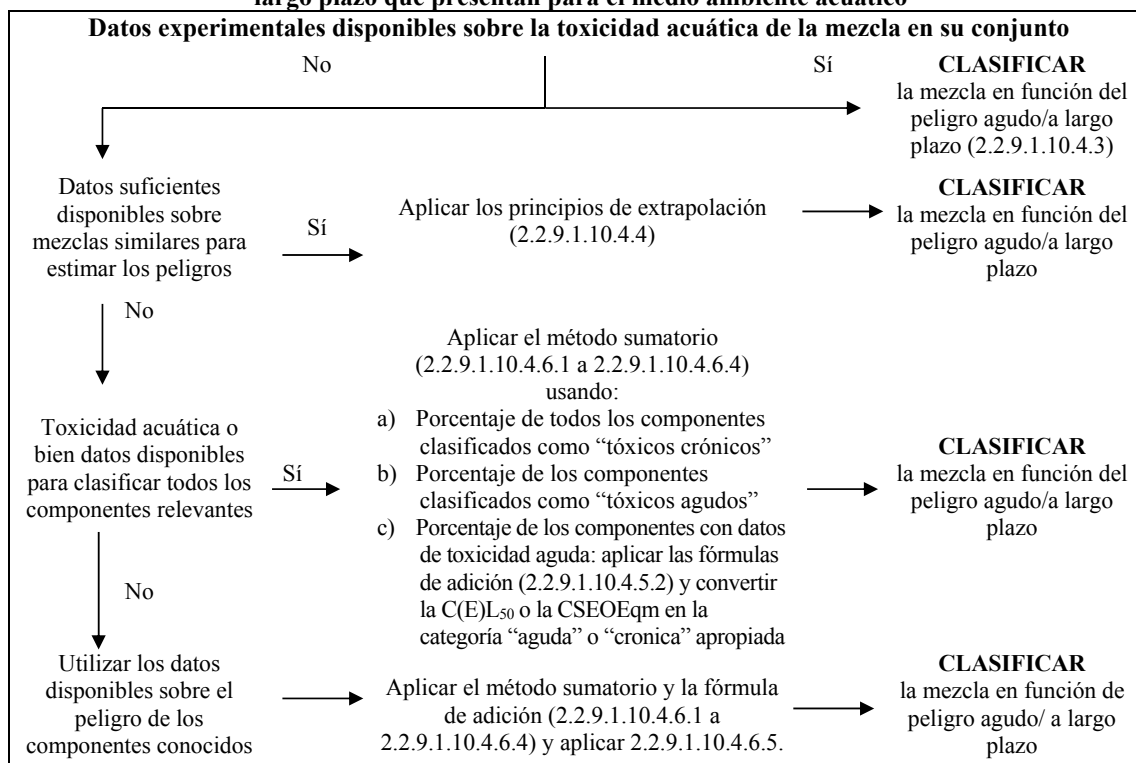 largo plazo que presentan para el medio ambiente acuático
Datos experimentales disponibles sobre la toxicidad acuática de la mezcla en su conjunto
No
Sí
CLASIFICAR
la mezcla en función del
peligro agudo/a largo
plazo (2.2.9.1.10.4.3)
Datos suficientes
disponibles sobre
mezclas similares para
estimar los peligros
Sí
Aplicar los principios de extrapolación
(2.2.9.1.10.4.4)
CLASIFICAR
la mezcla en función del
peligro agudo/a largo
plazo
No
Toxicidad acuática o
bien datos disponibles
para clasificar todos los
componentes relevantes
Sí
Aplicar el método sumatorio
(2.2.9.1.10.4.6.1 a 2.2.9.1.10.4.6.4)
usando:
a) Porcentaje de todos los componentes
clasificados como “tóxicos crónicos”
b) Porcentaje de los componentes
clasificados como “tóxicos agudos”
c) Porcentaje de los componentes con datos
de toxicidad aguda: aplicar las fórmulas
de adición (2.2.9.1.10.4.5.2) y convertir
la C(E)L₅₀ o la CSEOEqm en la
categoría “aguda” o “cronica” apropiada
CLASIFICAR
la mezcla en función del
peligro agudo/a largo
plazo
No
Utilizar los datos
disponibles sobre el
peligro de los
componentes conocidos
Aplicar el método sumatorio y la fórmula
de adición (2.2.9.1.10.4.6.1 a
2.2.9.1.10.4.6.4) y aplicar 2.2.9.1.10.4.6.5.
CLASIFICAR
la mezcla en función de
peligro agudo/ a largo
plazo